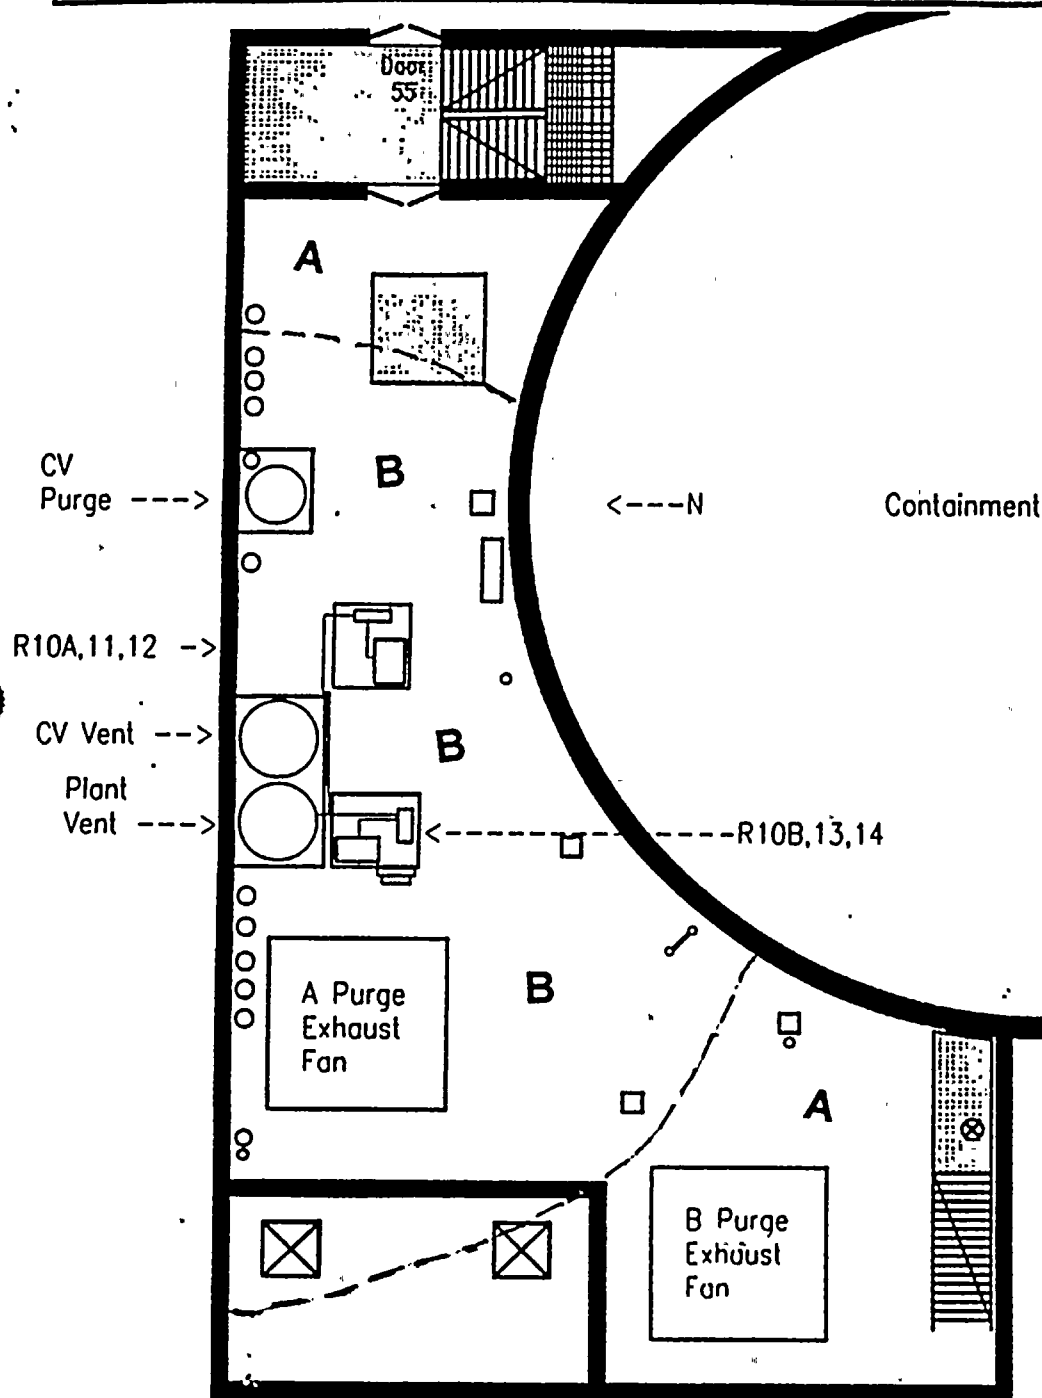 Door
55
A
B
CV
Purge --->
<---N
Containment
R10A,11,12 ->
CV Vent -->
B
Plant
Vent --->
<-----------------R10B,13,14
B
A Purge
Exhaust
Fan
A
B Purge
Exhaust
Fan